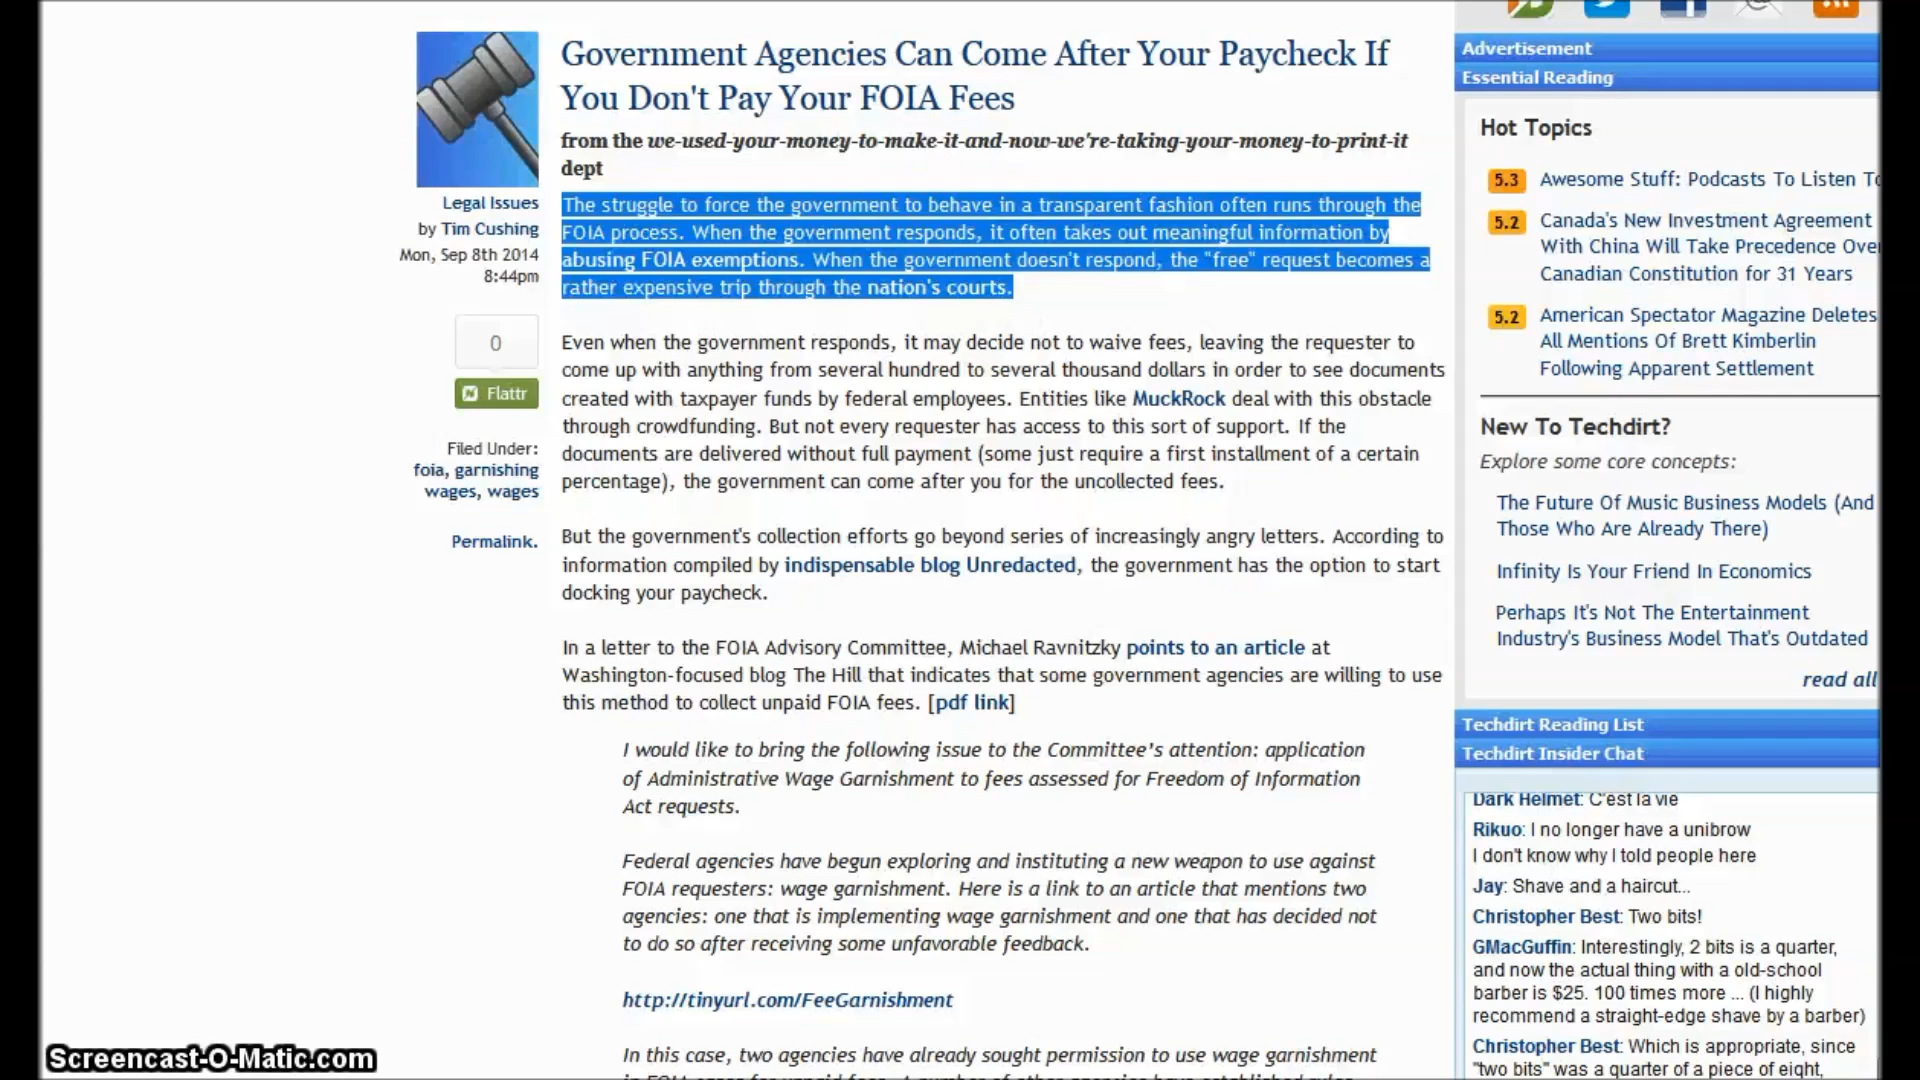 Government Agencies Can Come After Your Paycheck If
You Don't Pay Your FOIA Fees
from the we-used-your-money-to-make-it-and-now-we're-taking-your-money-to-print-it
dept
Legal Issues
by Tim Cushing
Mon, Sep 8th 2014
8:44pm
0
Flattr
Filed Under:
foia, garnishing
wages, wages
Permalink.
The struggle to force the government to behave in a transparent fashion often runs through the
FOIA process. When the government responds, it often takes out meaningful information by
abusing FOIA exemptions. When the government doesn't respond, the "free" request becomes a
rather expensive trip through the nation's courts.
Even when the government responds, it may decide not to waive fees, leaving the requester to
come up with anything from several hundred to several thousand dollars in order to see documents
created with taxpayer funds by federal employees. Entities like MuckRock deal with this obstacle
through crowdfunding. But not every requester has access to this sort of support. If the
documents are delivered without full payment (some just require a first installment of a certain
percentage), the government can come after you for the uncollected fees.
But the government's collection efforts go beyond series of increasingly angry letters. According to
information compiled by indispensable blog Unredacted, the government has the option to start
docking your paycheck.
In a letter to the FOIA Advisory Committee, Michael Ravnitzky points to an article at
Washington-focused blog The Hill that indicates that some government agencies are willing to use
this method to collect unpaid FOIA fees. [pdf link]
I would like to bring the following issue to the Committee's attention: application
of Administrative Wage Garnishment to fees assessed for Freedom of Information
Act requests.
Federal agencies have begun exploring and instituting a new weapon to use against
FOIA requesters: wage garnishment. Here is a link to an article that mentions two
agencies: one that is implementing wage garnishment and one that has decided not
to do so after receiving some unfavorable feedback.
http://tinyurl.com/FeeGarnishment
In this case, two agencies have already sought permission to use wage garnishment
Advertisement
Essential Reading
Hot Topics
5.3 Awesome Stuff: Podcasts To Listen
5.2 Canada's New Investment Agreement
With China Will Take Precedence
Canadian Constitution for 31 Years
5.2 American Spectator Magazine Deletes
All Mentions Of Brett Kimberlin
Following Apparent Settlement
New To Techdirt?
Explore some core concepts:
The Future Of Music Business Models (And
Those Who Are Already There)
Infinity Is Your Friend In Economics
Perhaps It's Not The Entertainment
Industry's Business Model That's Outdated
read all
Techdirt Reading List
Techdirt Insider Chat
Dark Helmet: C'est la vie
Rikuo: I no longer have a unibrow
I don't know why I told people here
Jay: Shave and a haircut...
Christopher Best: Two bits!
GMacGuffin: Interestingly, 2 bits is a quarter,
and now the actual thing with a old-school
barber is $25. 100 times more ... (I highly
recommend a straight-edge shave by a barber)
Christopher Best: Which is appropriate, since
"two bits" was a quarter of a piece of eight,
Screencast-O-Matic.com